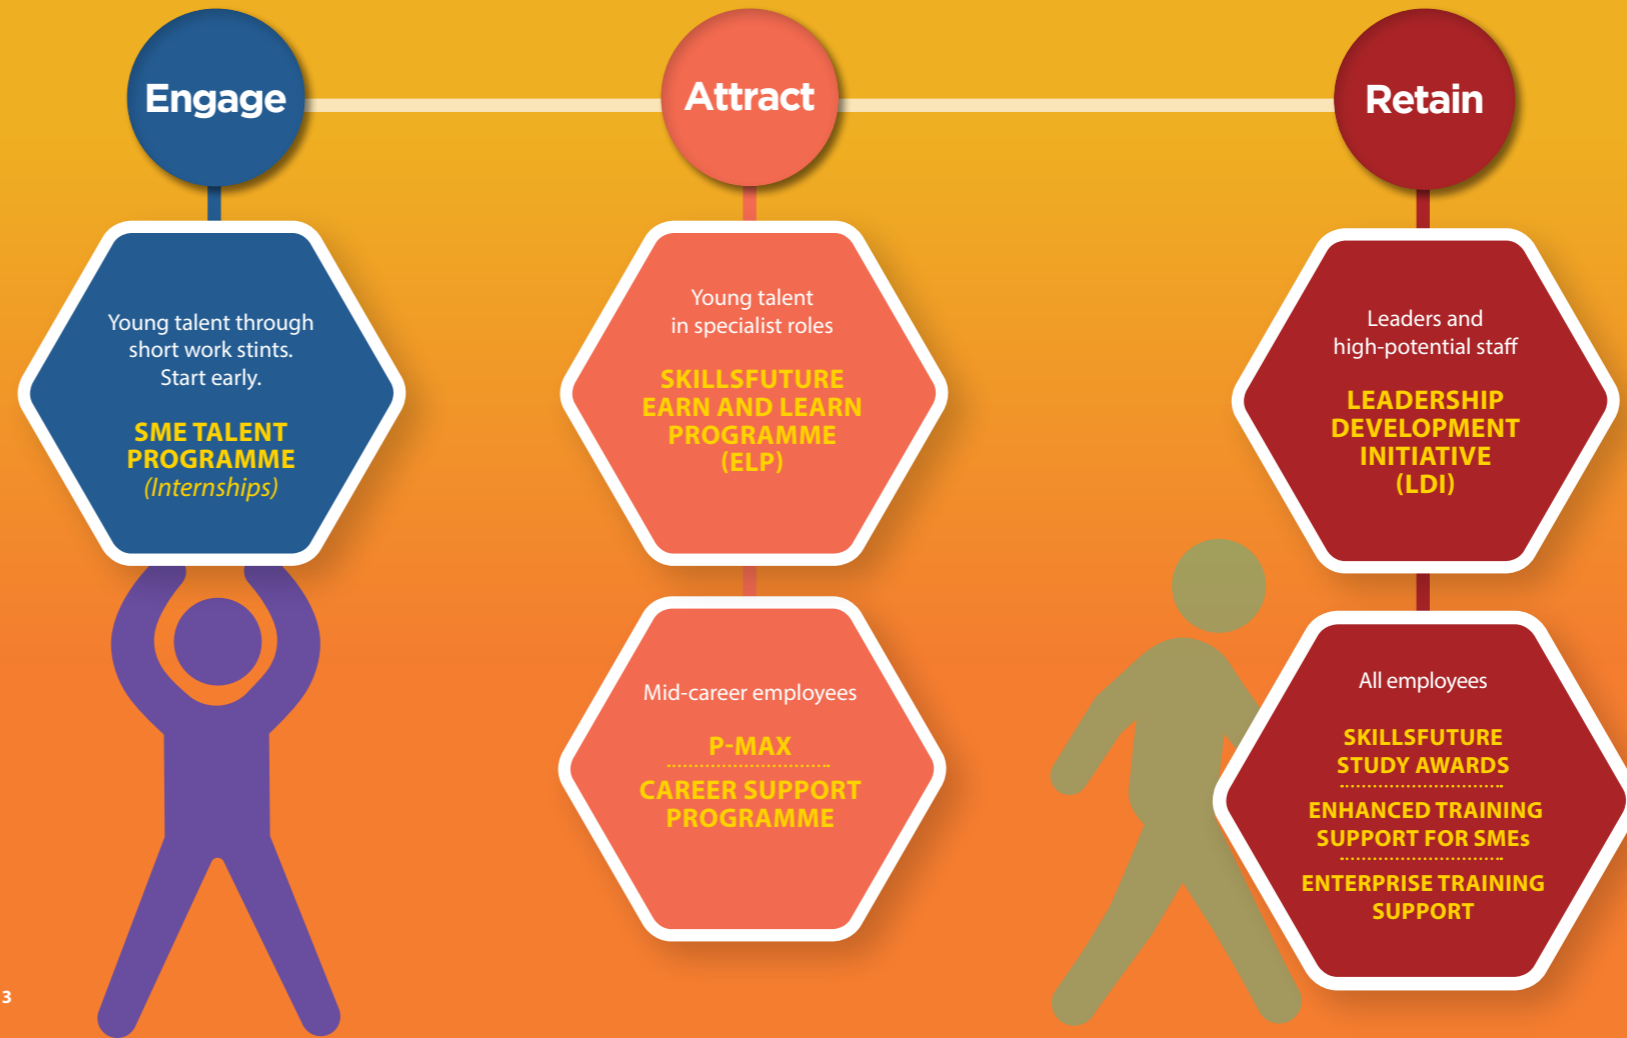 Engage
Young talent through
short work stints.
Start early.
SME TALENT
PROGRAMME
(Internships)
Attract
Young talent
in specialist roles
SKILLSFUTURE
EARN AND LEARN
PROGRAMME
(ELP)
Mid-career employees
P-MAX
CAREER SUPPORT
PROGRAMME
Retain
Leaders and
high-potential staff
LEADERSHIP
DEVELOPMENT
INITIATIVE
(LDI)
All employees
SKILLSFUTURE
STUDY AWARDS
ENHANCED TRAINING
SUPPORT FOR SMEs
ENTERPRISE TRAINING
SUPPORT
3